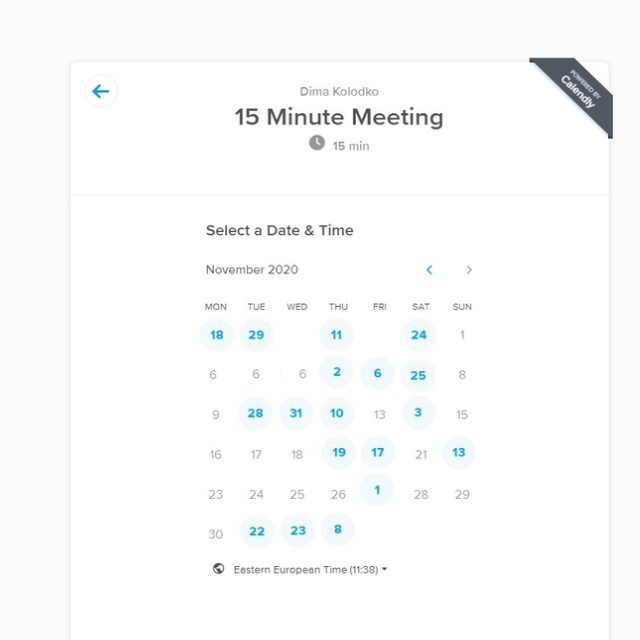 Dima Kolodko
POWERED BY
Calendly
15 Minute Meeting
15 min
Select a Date & Time
November 2020
MON TUE WED THU FRI SAT SUN
18 29 11 24 1
6 6 6 2 6 25 8
9 28 31 10 13 3 15
16 17 18 19 17 21 13
23 24 25 26 1 28 29
30 22 23 8
Eastern European Time (11:38)